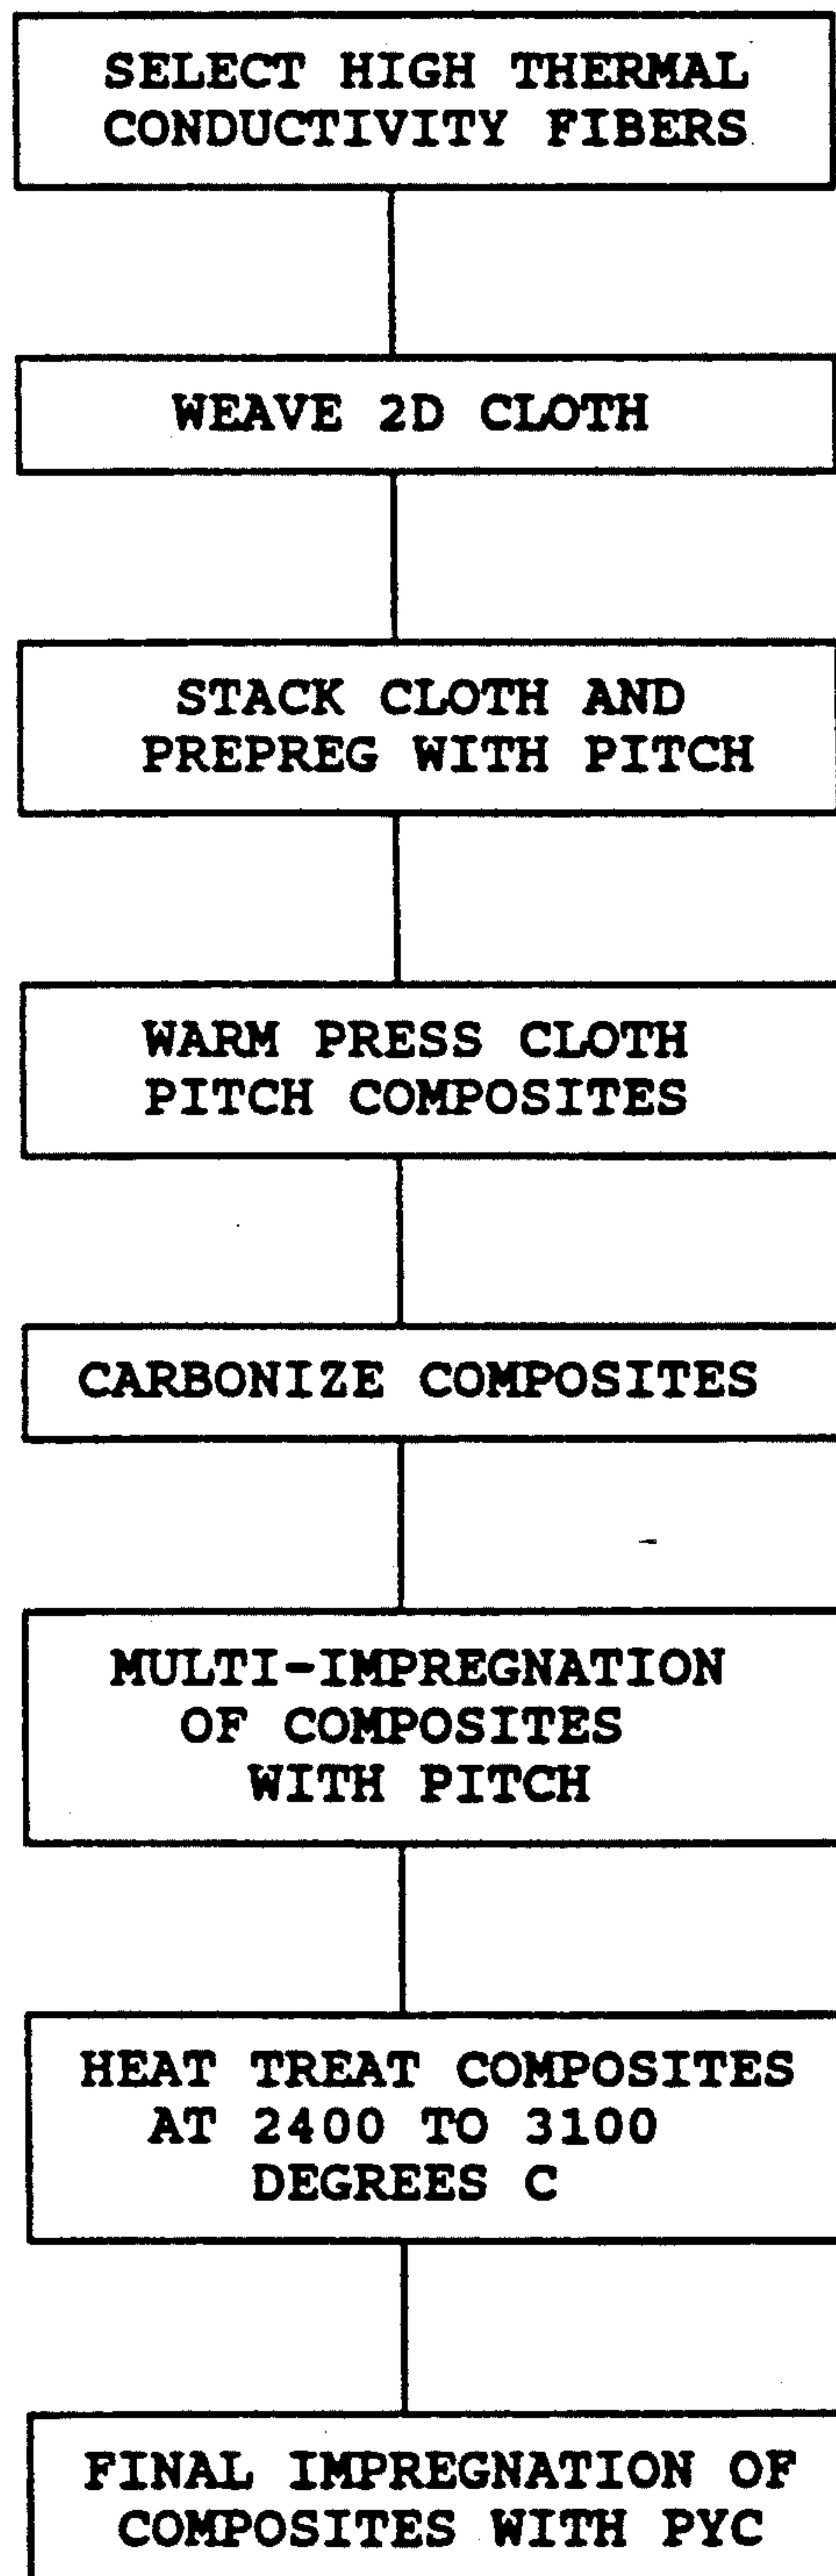 SELECT HIGH THERMAL
CONDUCTIVITY FIBERS
WEAVE 2D CLOTH
STACK CLOTH AND
PREPREG WITH PITCH
WARM PRESS CLOTH
PITCH COMPOSITES
CARBONIZE COMPOSITES
MULTI-IMPREGNATION
OF COMPOSITES
WITH PITCH
HEAT TREAT COMPOSITES
AT 2400 TO 3100
DEGREES C
FINAL IMPREGNATION OF
COMPOSITES WITH PYC